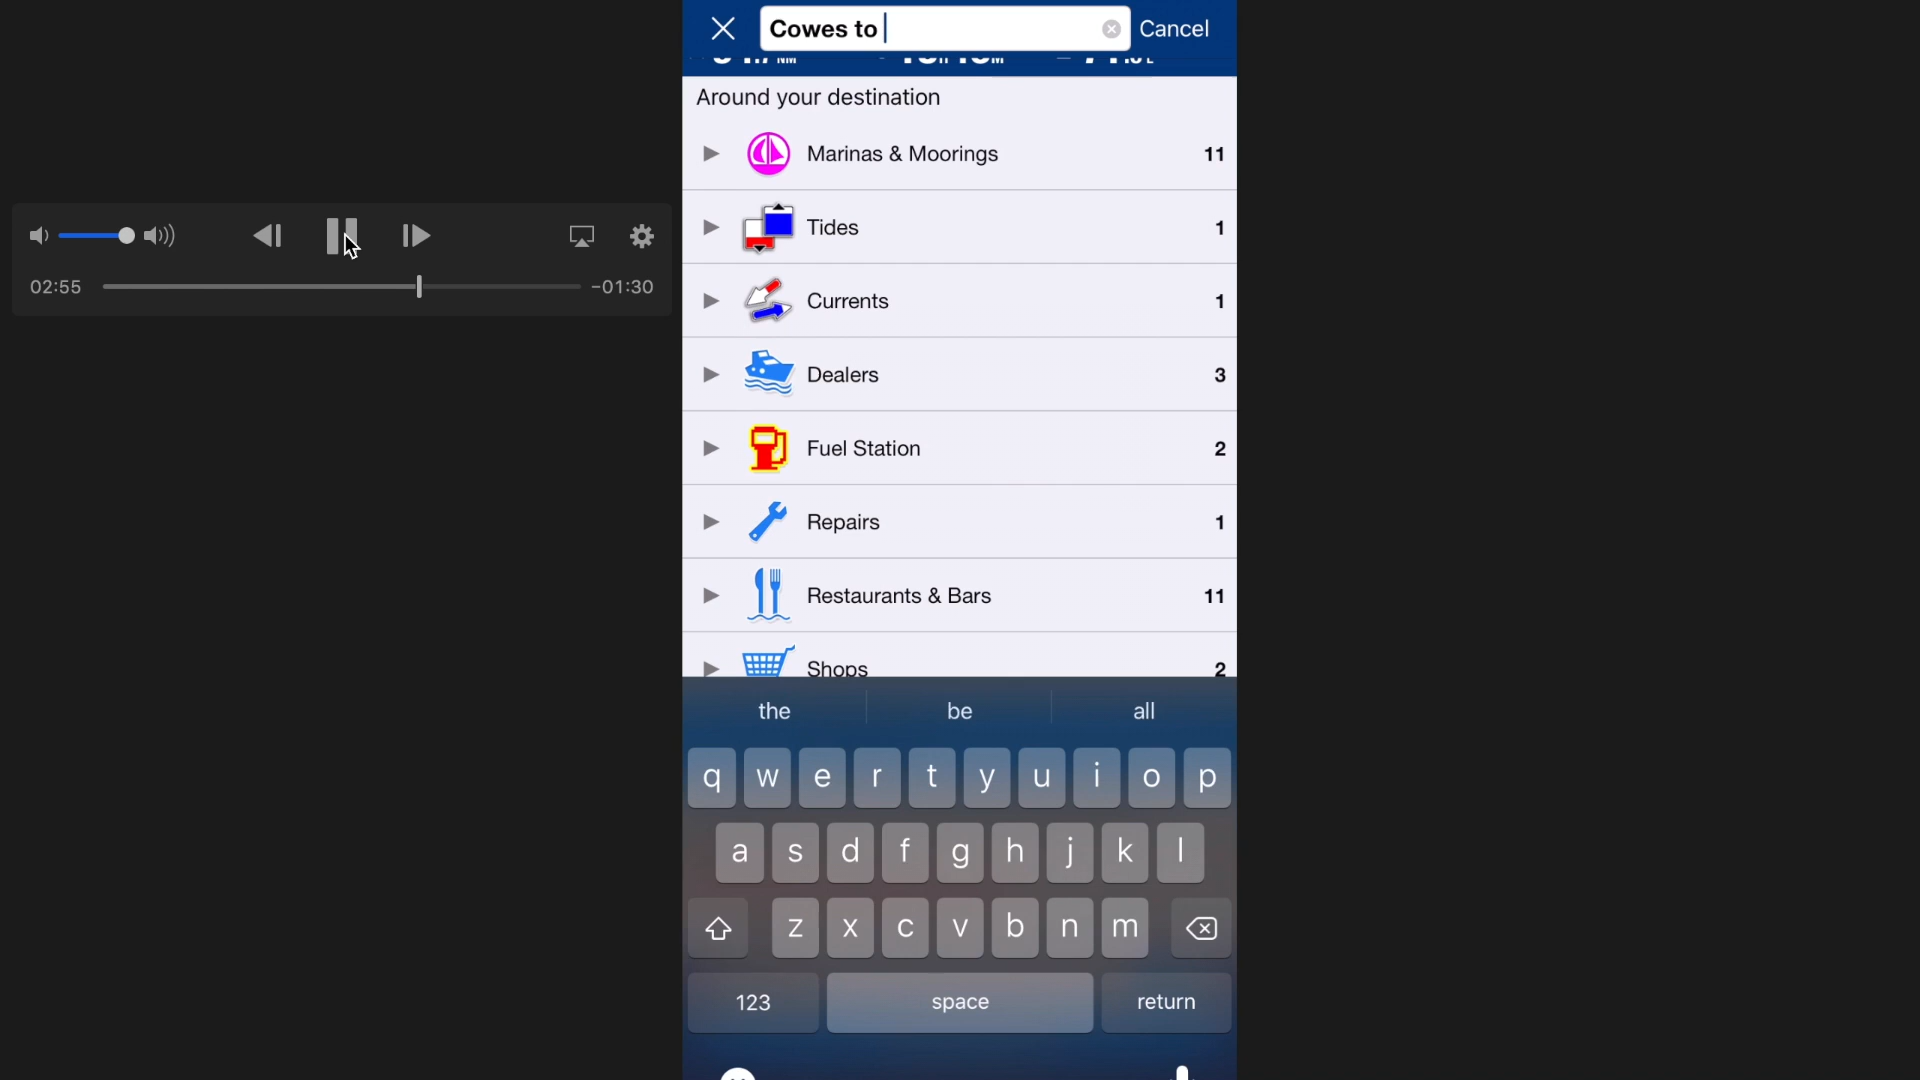 Cowes to
Cancel
Around your destination
Marinas & Moorings 11
Tides 1
02:55 -01:30
Currents 1
Dealers 3
Fuel Station 2
Repairs 1
Restaurants & Bars 11
Shops 2
the be all
q w e r t y u i o p
a s d f g h j k l
z x c v b n m
123 space return